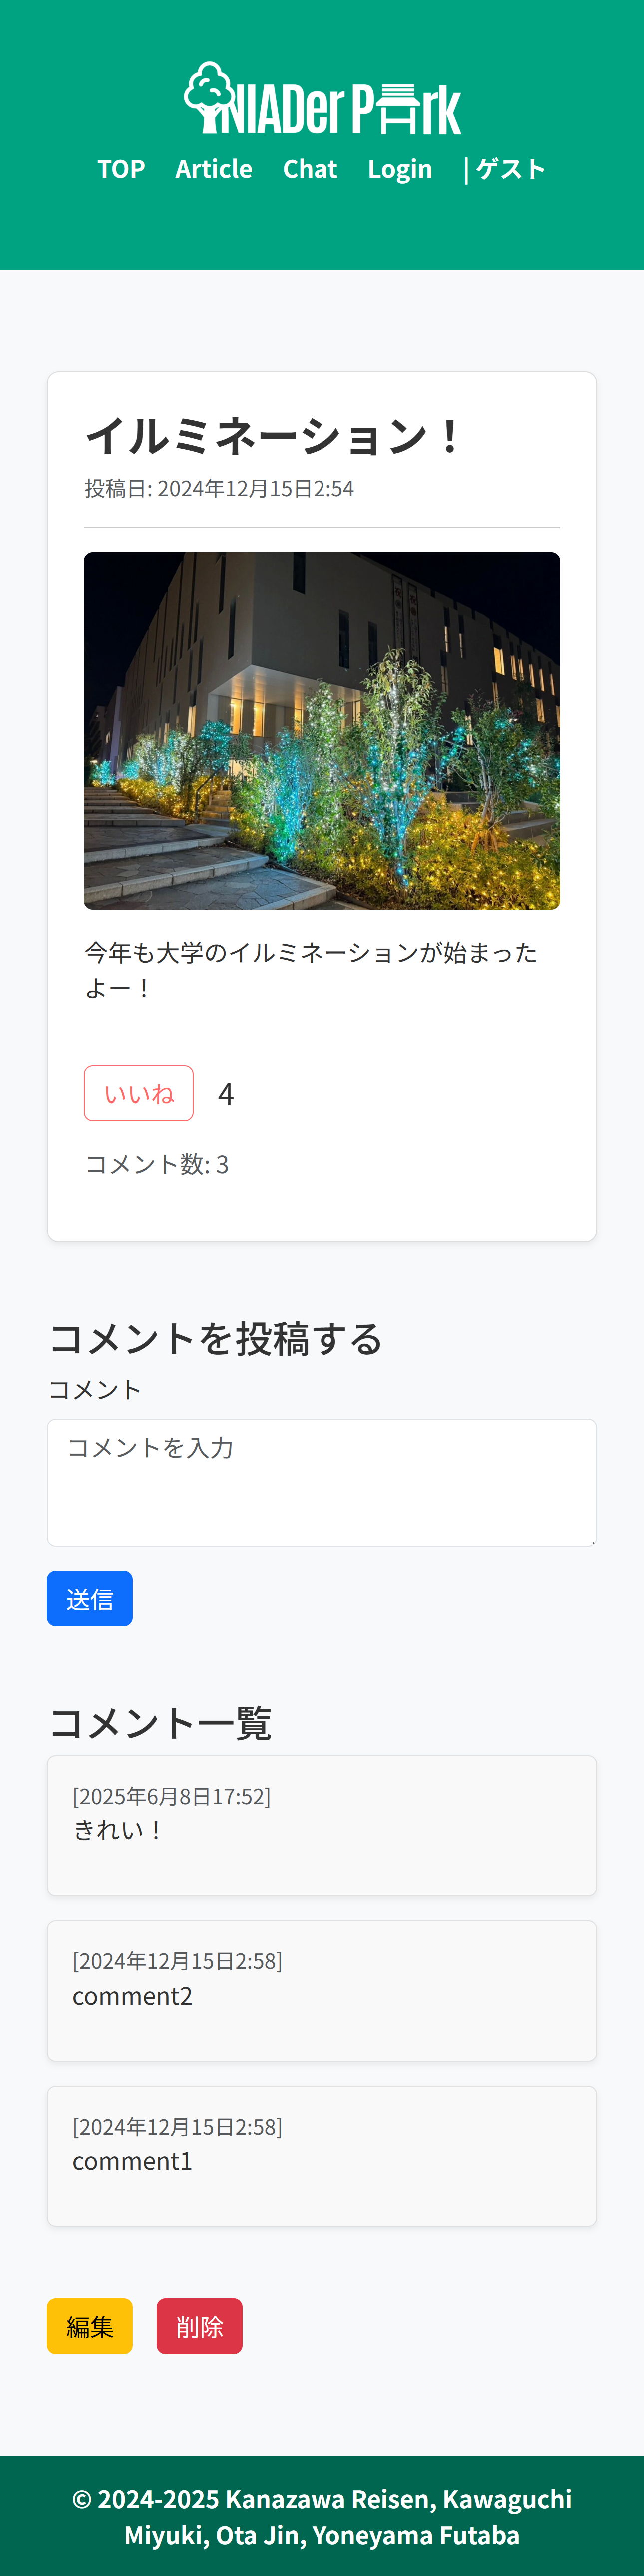 INIADer Park
TOP Article Chat Login | ゲスト
イルミネーション！
投稿日: 2024年12月15日2:54
今年も大学のイルミネーションが始まった
よー！
いいね 4
コメント数: 3
コメントを投稿する
コメント
コメントを入力
送信
コメント一覧
[2025年6月8日17:52]
きれい！
[2024年12月15日2:58]
comment2
[2024年12月15日2:58]
comment1
編集 削除
© 2024-2025 Kanazawa Reisen, Kawaguchi
Miyuki, Ota Jin, Yoneyama Futaba